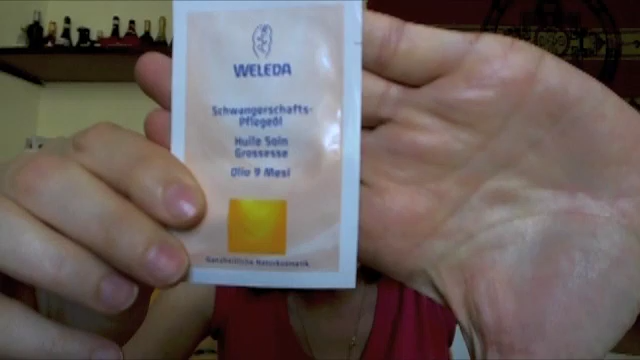 WELEDA
Schwangerschafts-
Pflegeöl
Huile Soin
Grossesse
Olio 9 Mesi
Ganzheitliche Naturkosmetik